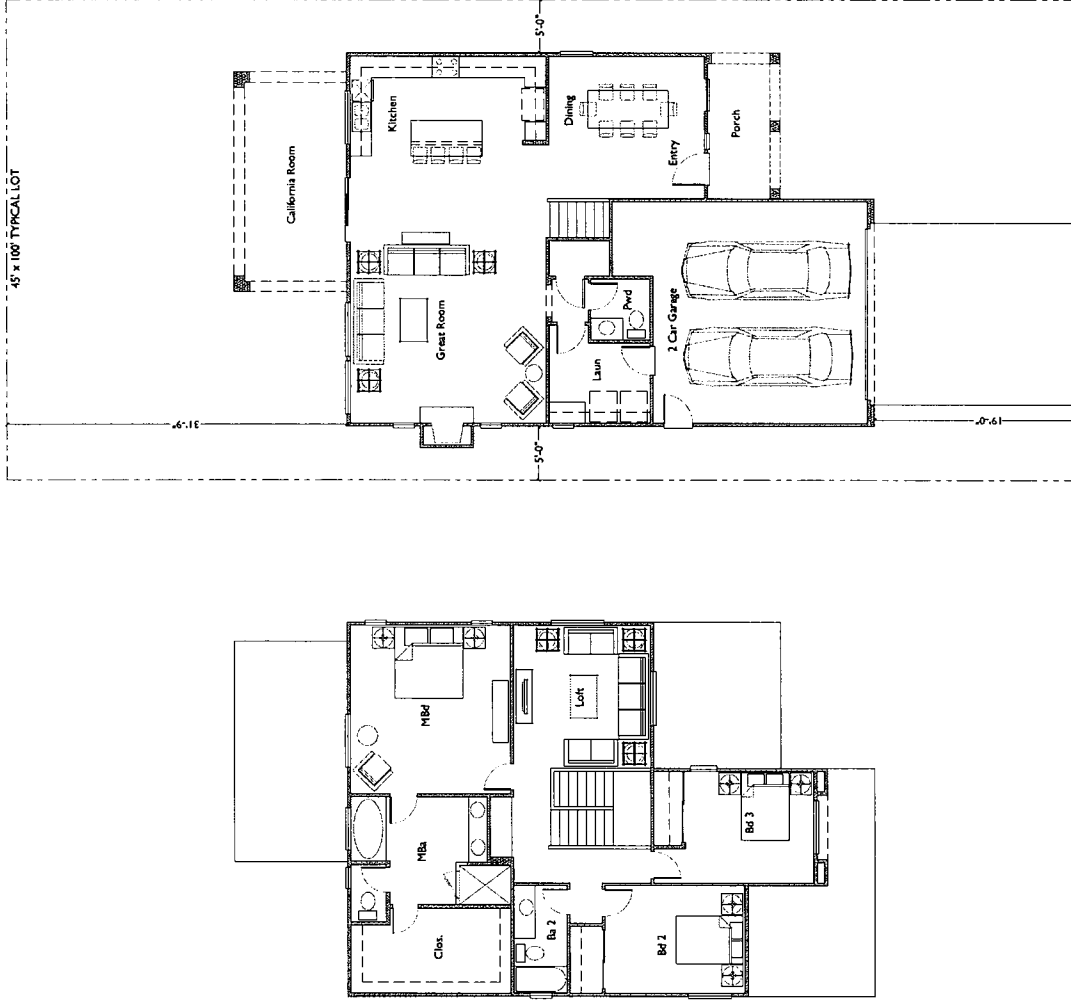 45' x 100' TYPICAL LOT
5'-0"
California Room
Kitchen
Dining
Porch
Entry
Great Room
Pwd
2 Car Garage
Laun
31'-9"
5'-0"
19'-0"
MBd
Loft
MBa
Bd 3
Clos.
Ba 2
Bd 2